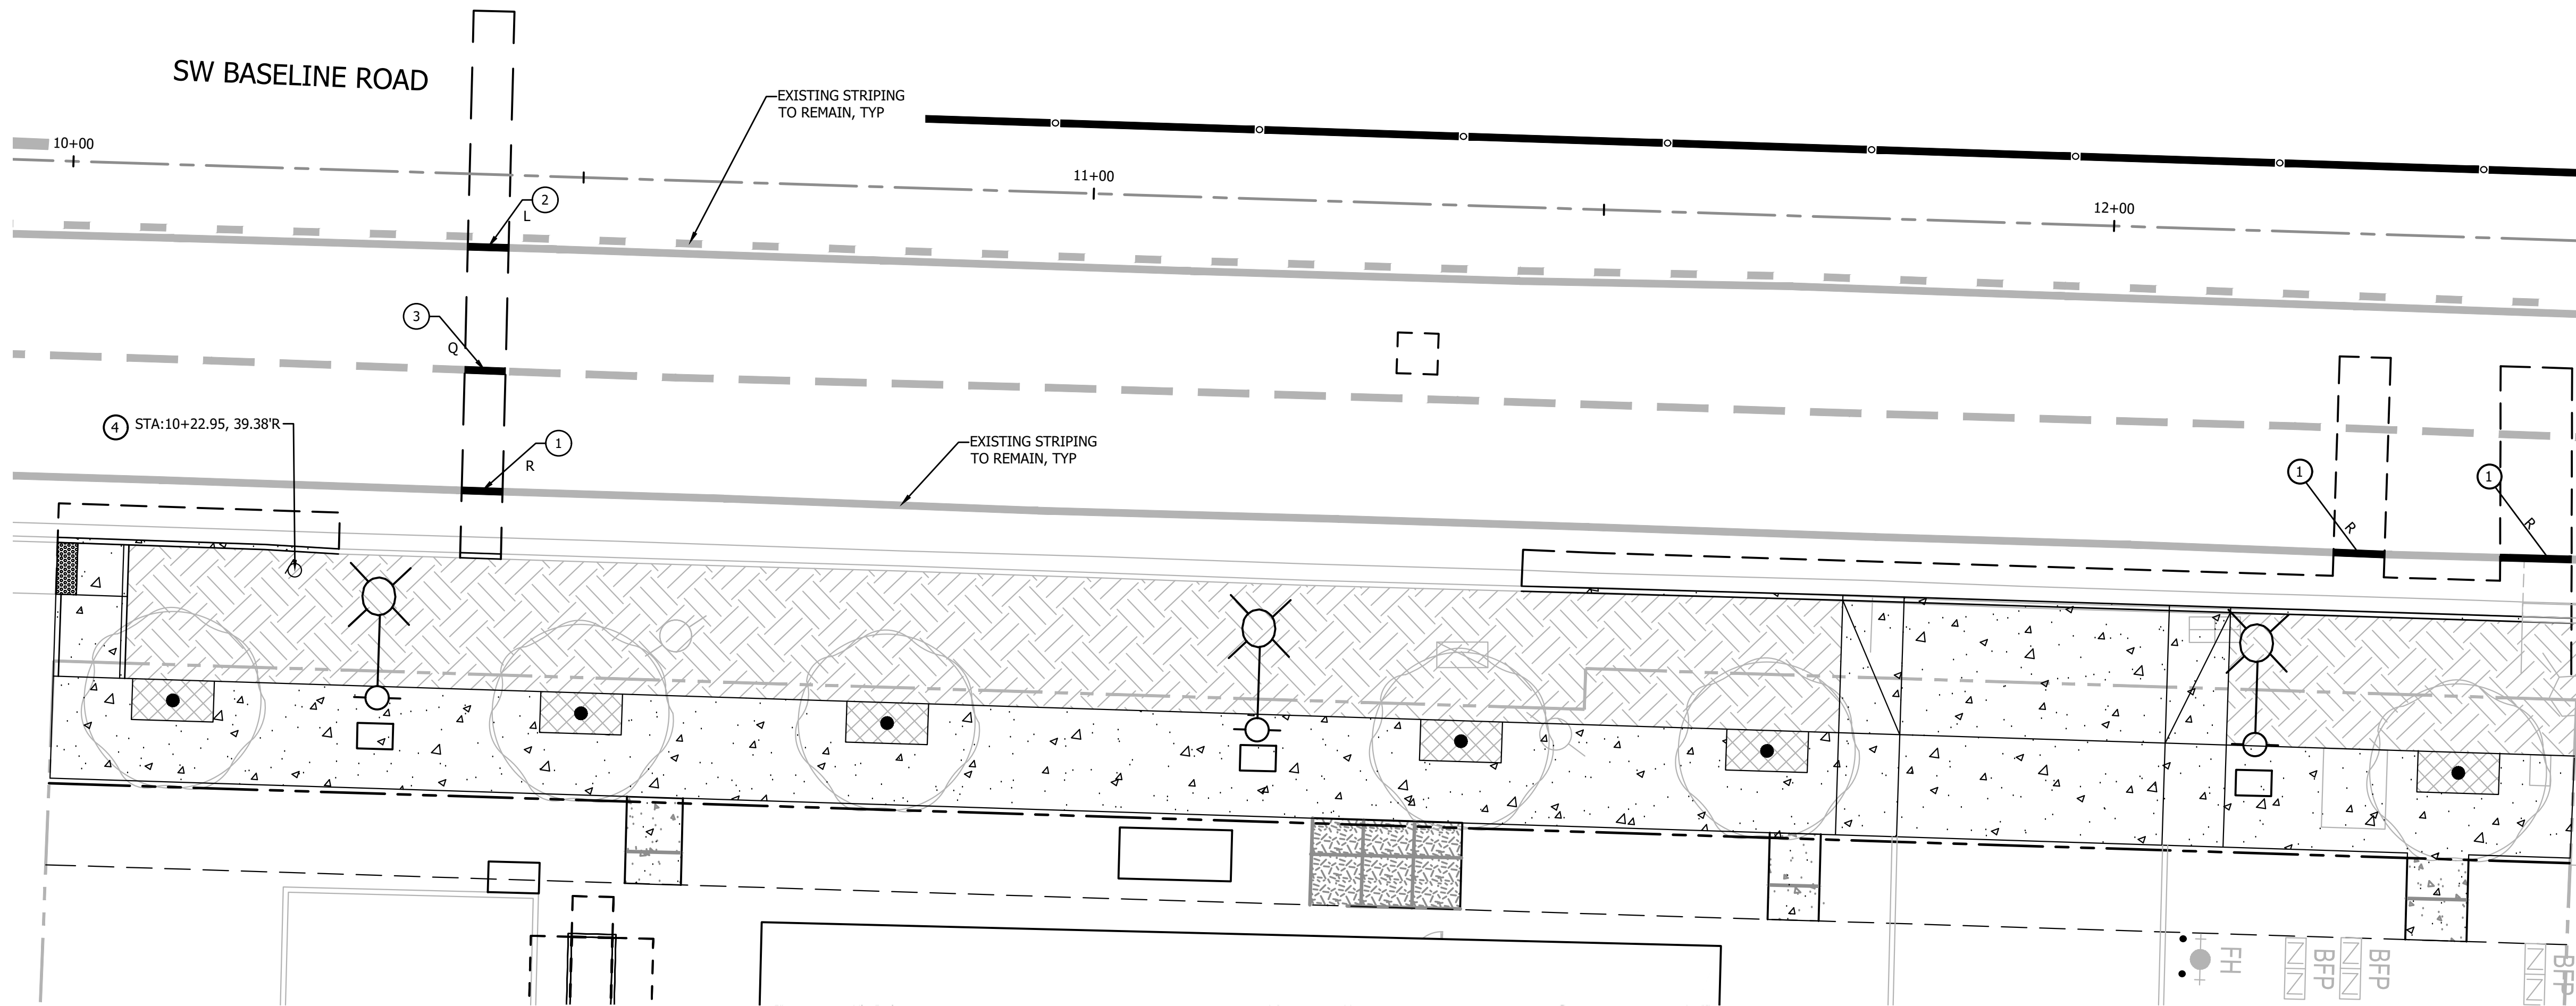 SW BASELINE ROAD
EXISTING STRIPING
TO REMAIN, TYP
10+00
11+00
12+00
2
L
3
Q
4 STA:10+22.95, 39.38'R
1
R
EXISTING STRIPING
TO REMAIN, TYP
1
R
1
R
FH
BFP
BFP
BFP